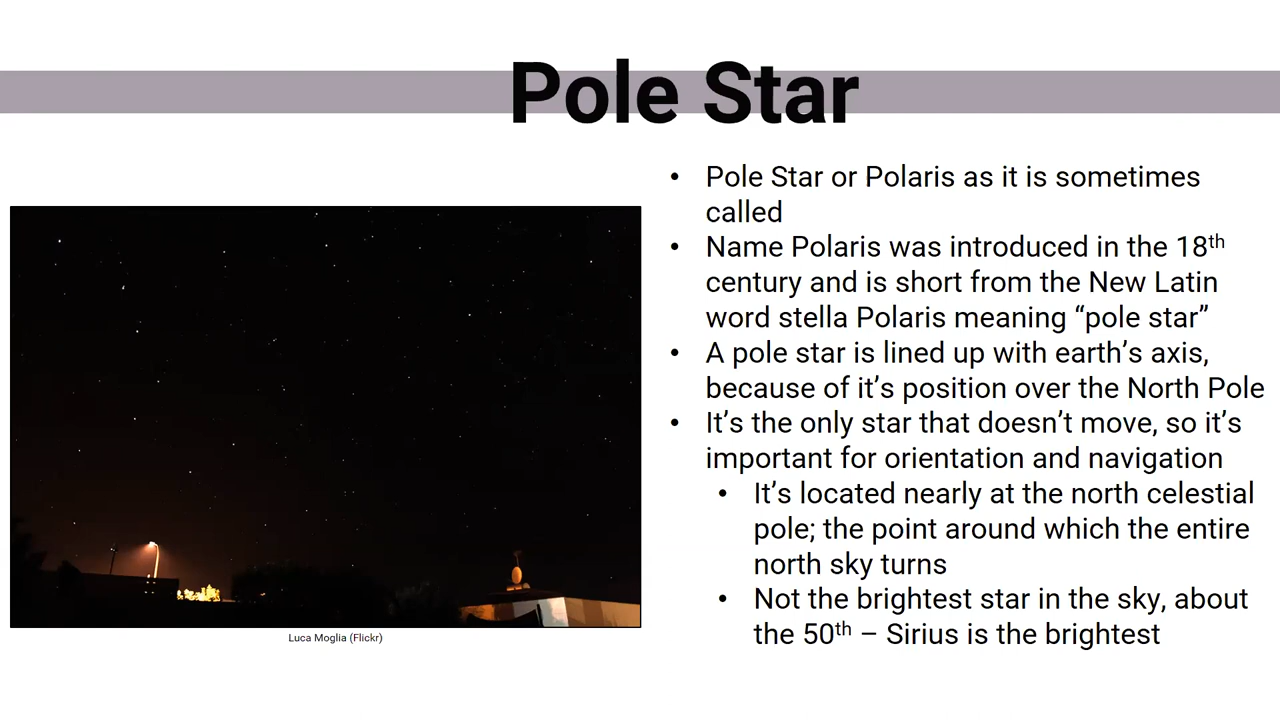 Pole Star
• Pole Star or Polaris as it is sometimes
called
• Name Polaris was introduced in the 18th
century and is short from the New Latin
word stella Polaris meaning “pole star”
• A pole star is lined up with earth’s axis,
because of it’s position over the North Pole
• It’s the only star that doesn’t move, so it’s
important for orientation and navigation
• It’s located nearly at the north celestial
pole; the point around which the entire
north sky turns
• Not the brightest star in the sky, about
the 50th – Sirius is the brightest
Luca Moglia (Flickr)